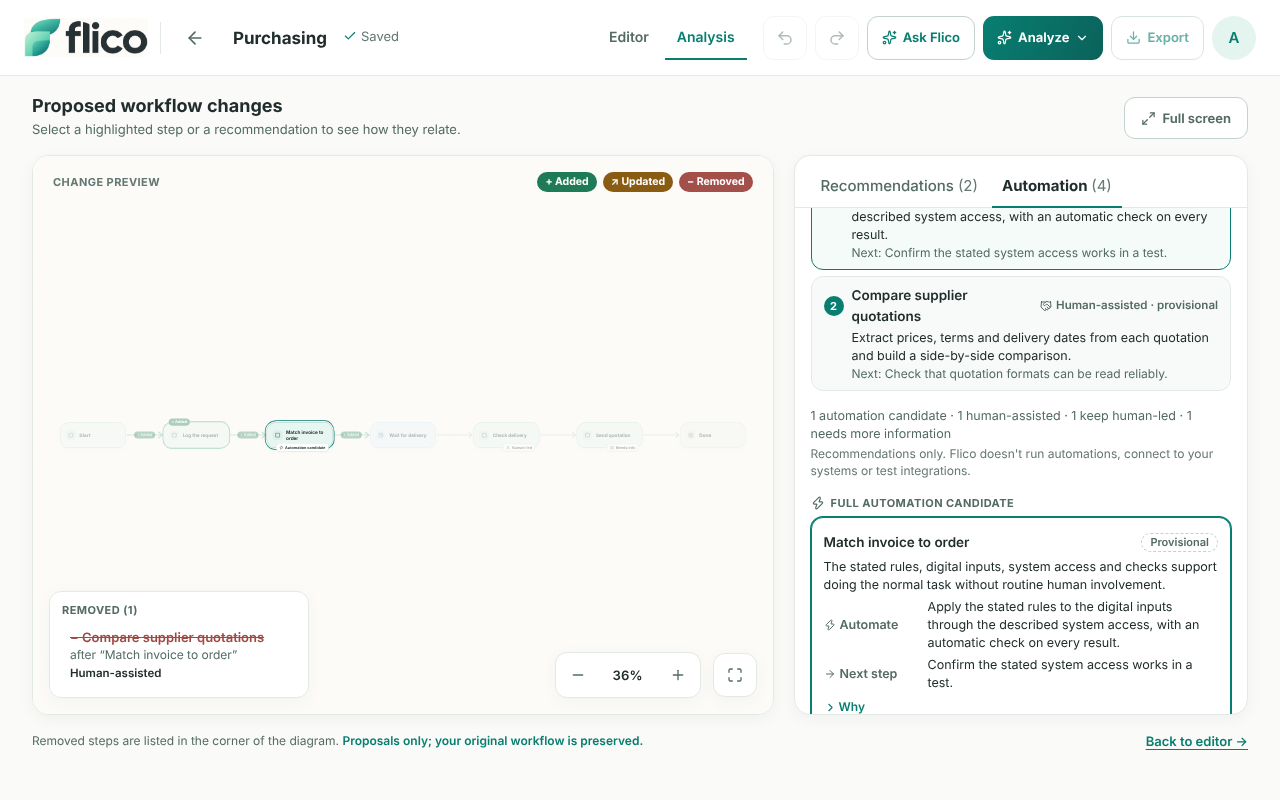 flico
Purchasing
Saved
Editor
Analysis
Ask Flico
Analyze
Export
A
Proposed workflow changes
Select a highlighted step or a recommendation to see how they relate.
Full screen
CHANGE PREVIEW
+ Added
↗ Updated
− Removed
Start
+ Added
+ Added
Log the request
+ Added
Match invoice to
order
Automation candidate
+ Added
Wait for delivery
Check delivery
Human-led
Send quotation
Needs info
Done
REMOVED (1)
− Compare supplier quotations
after “Match invoice to order”
Human-assisted
36%
Recommendations (2)
Automation (4)
described system access, with an automatic check on every
result.
Next: Confirm the stated system access works in a test.
2
Compare supplier
quotations
Human-assisted · provisional
Extract prices, terms and delivery dates from each quotation
and build a side-by-side comparison.
Next: Check that quotation formats can be read reliably.
1 automation candidate · 1 human-assisted · 1 keep human-led · 1
needs more information
Recommendations only. Flico doesn't run automations, connect to your
systems or test integrations.
FULL AUTOMATION CANDIDATE
Match invoice to order
Provisional
The stated rules, digital inputs, system access and checks support
doing the normal task without routine human involvement.
Automate
Apply the stated rules to the digital inputs
through the described system access, with an
automatic check on every result.
Next step
Confirm the stated system access works in a
test.
Why
Removed steps are listed in the corner of the diagram. Proposals only; your original workflow is preserved.
Back to editor →